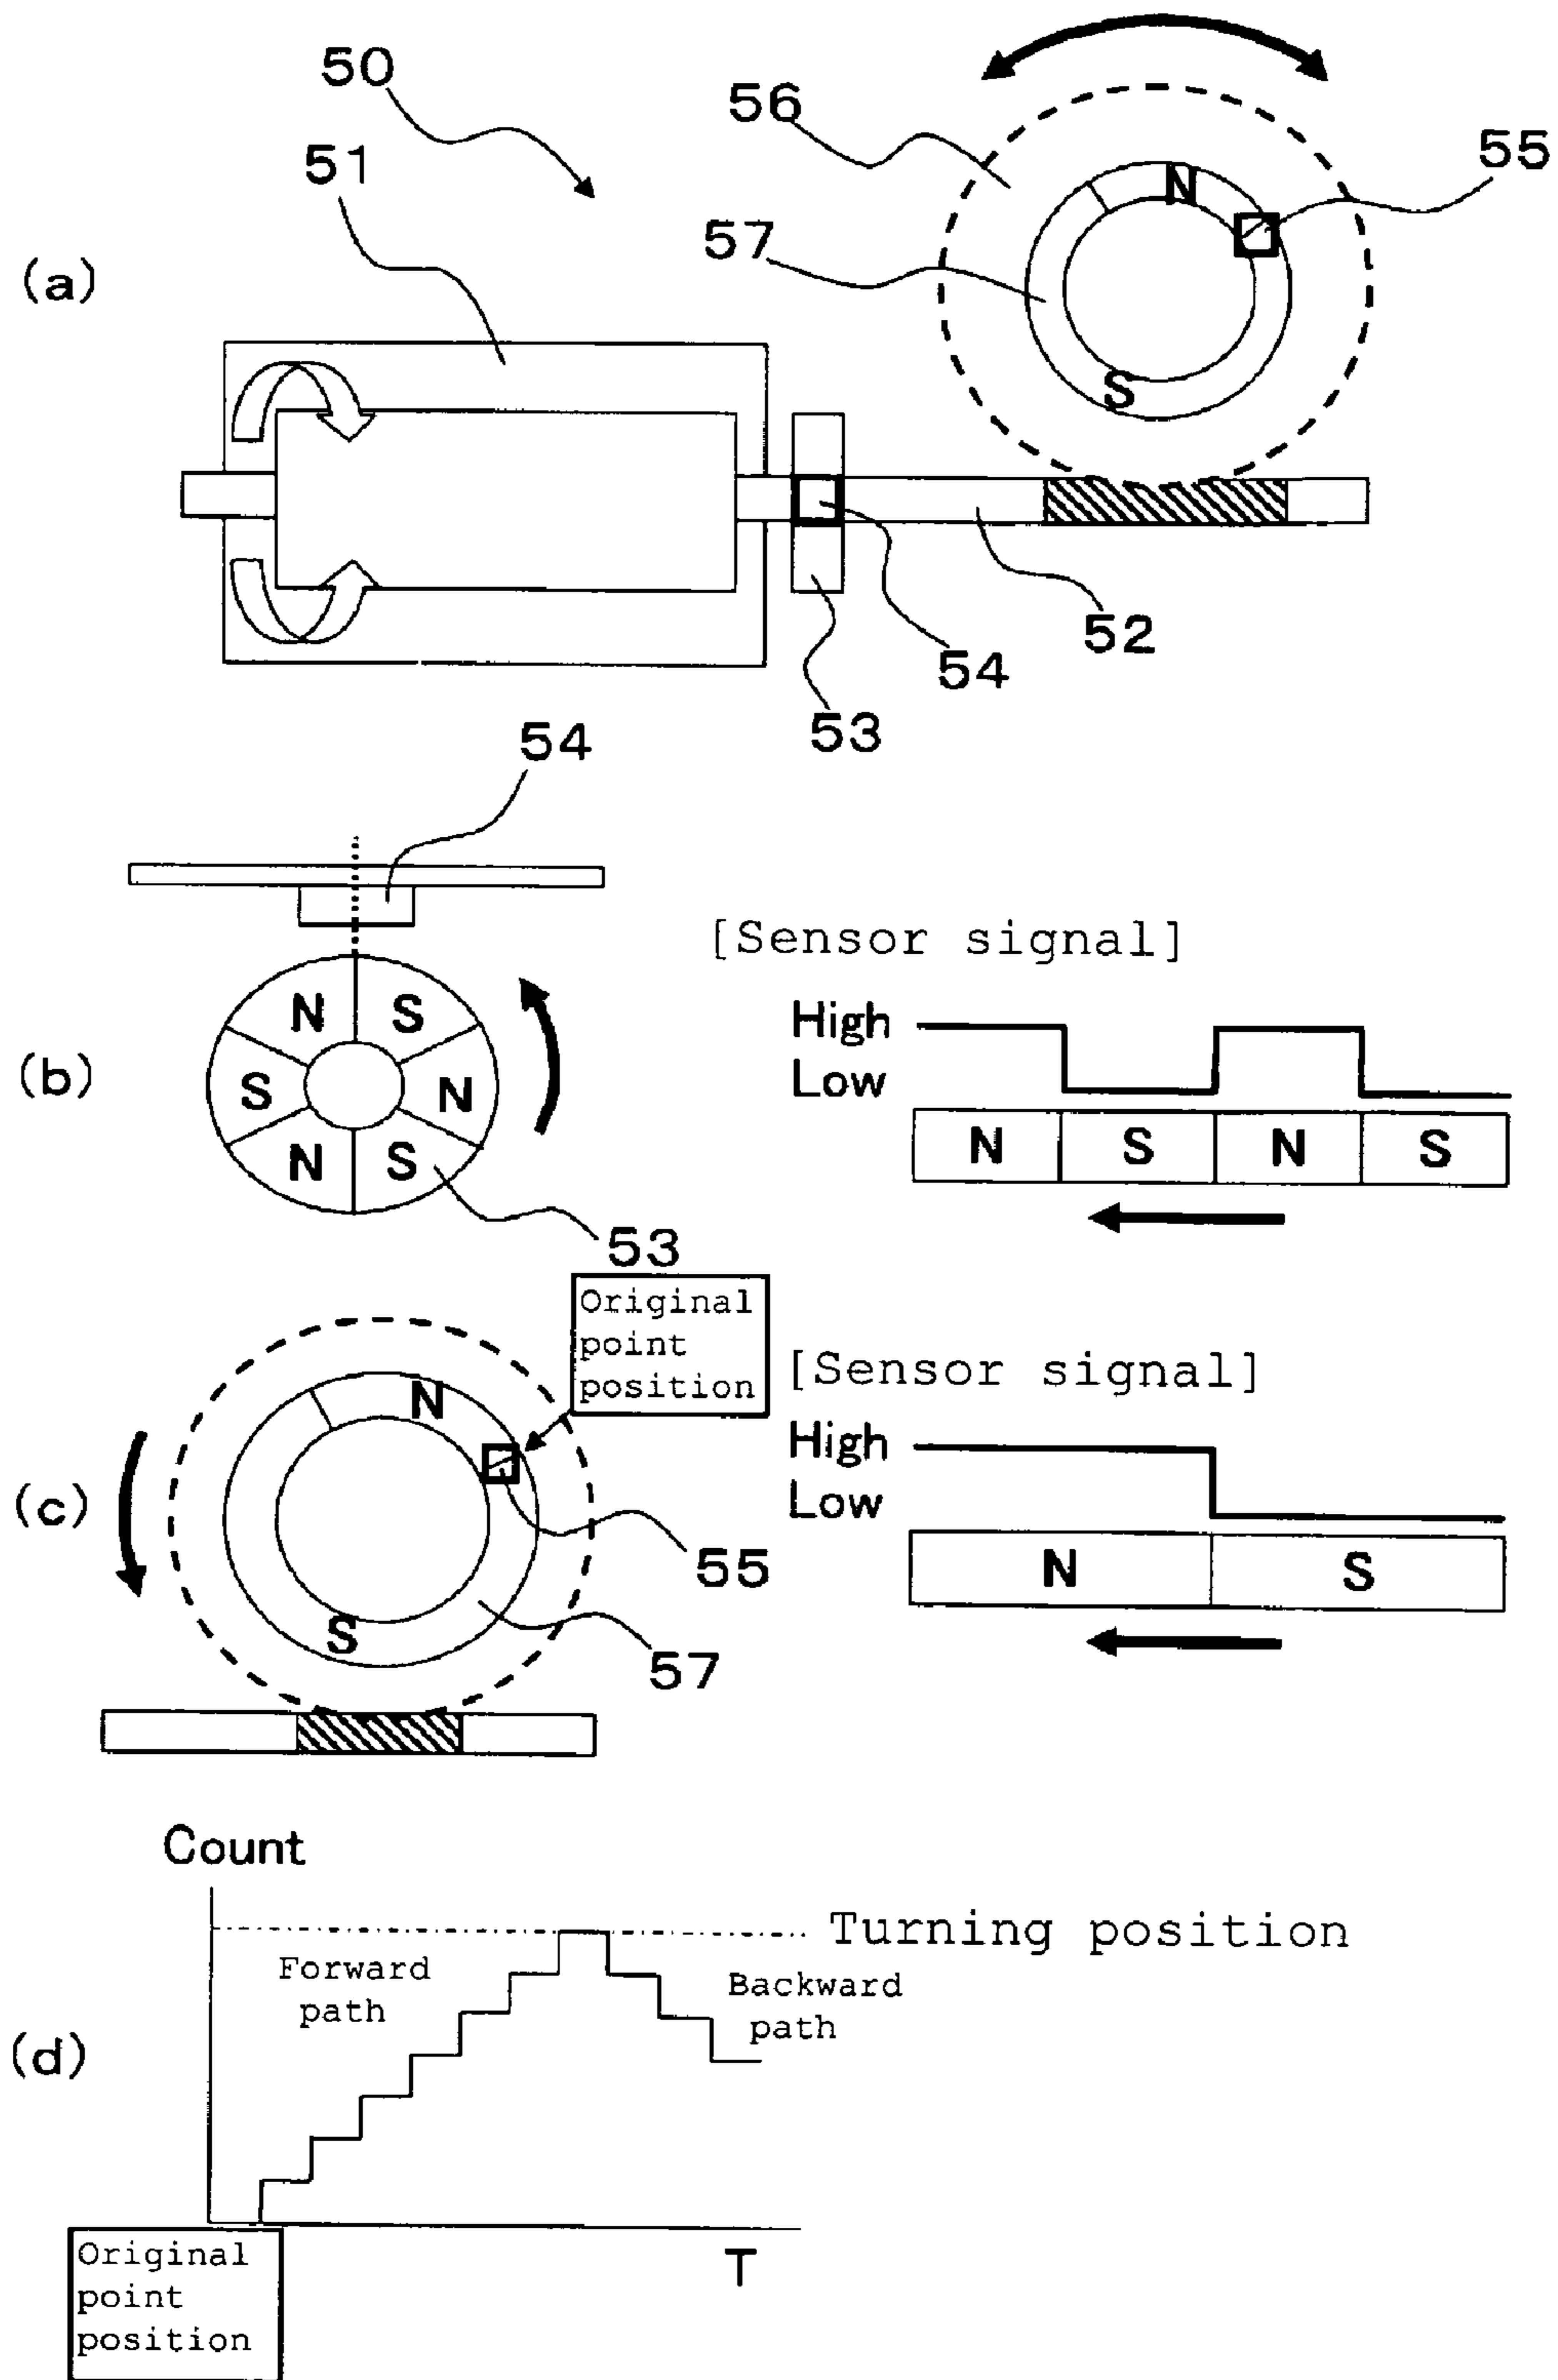 50
56
55
51
N
57
(a)
S
52
54
53
54
[Sensor signal]
High
Low
N S
S N
N S
(b)
N S N S
53
Original
point
position
[Sensor signal]
N
High
Low
(c)
55
N S
S
57
Count
Turning position
Forward
path
Backward
path
(d)
T
Original
point
position